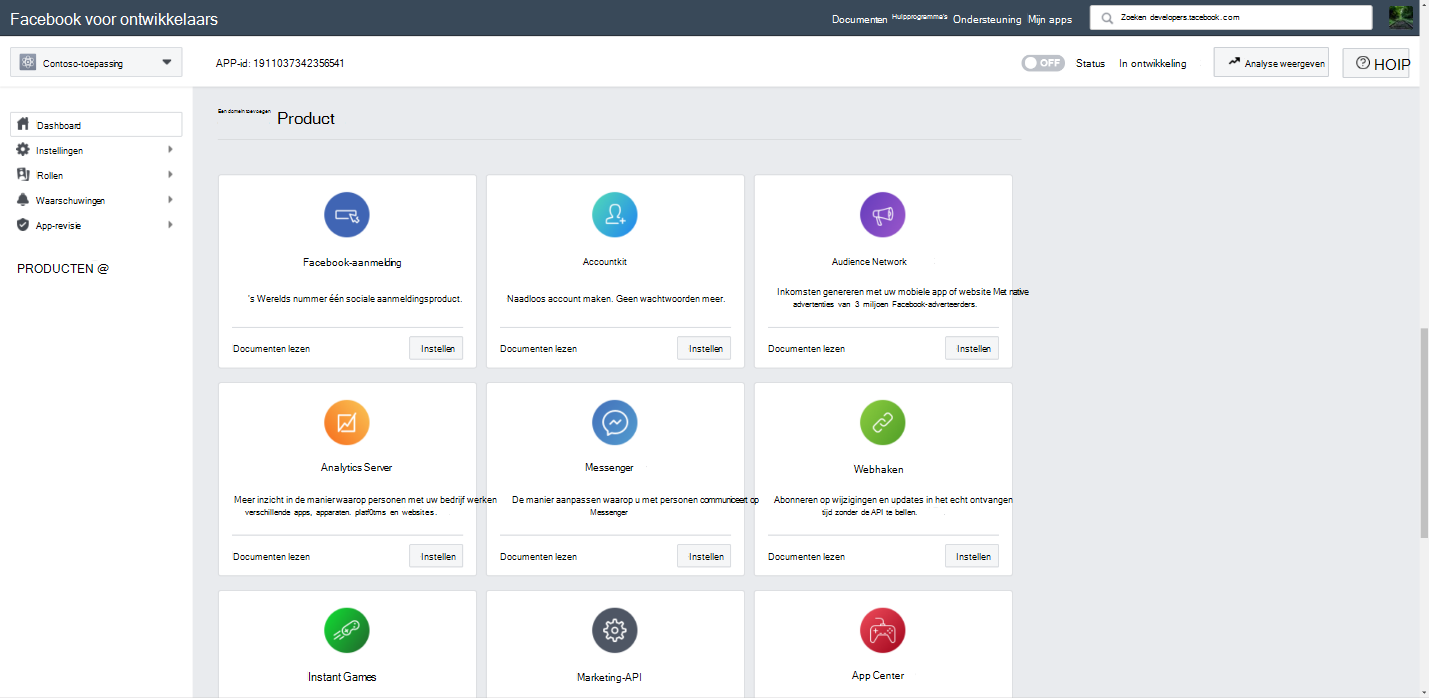 Facebook voor ontwikkelaars
Documenten Hulpprogramma's Ondersteuning Mijn apps
Zoeken developers.tacebook.com
Contoso-toepassing
APP-id: 1911037342356541
OFF Status In ontwikkeling
Analyse weergeven
HOIP
Dashboard
Instellingen
Rollen
Waarschuwingen
App-revisie
PRODUCTEN @
Een domein toevoegen Product
Facebook-aanmelding
's Werelds nummer één sociale aanmeldingsproduct.
Documenten lezen Instellen
Accountkit
Naadloos account maken. Geen wachtwoorden meer.
Documenten lezen Instellen
Audience Network
Inkomsten genereren met uw mobiele app of website Met native
advertenties van 3 miljoen Facebook-adverteerders.
Documenten lezen Instellen
Analytics Server
Meer inzicht in de manier waarop personen met uw bedrijf werken
verschillende apps, apparaten. platf0tms en websites.
Documenten lezen Instellen
Messenger
De manier aanpassen waarop u met personen communiceert op
Messenger
Documenten lezen Instellen
Webhaken
Abonneren op wijzigingen en updates in het echt ontvangen
tijd zonder de API te bellen.
Documenten lezen Instellen
Instant Games
Marketing-API
App Center